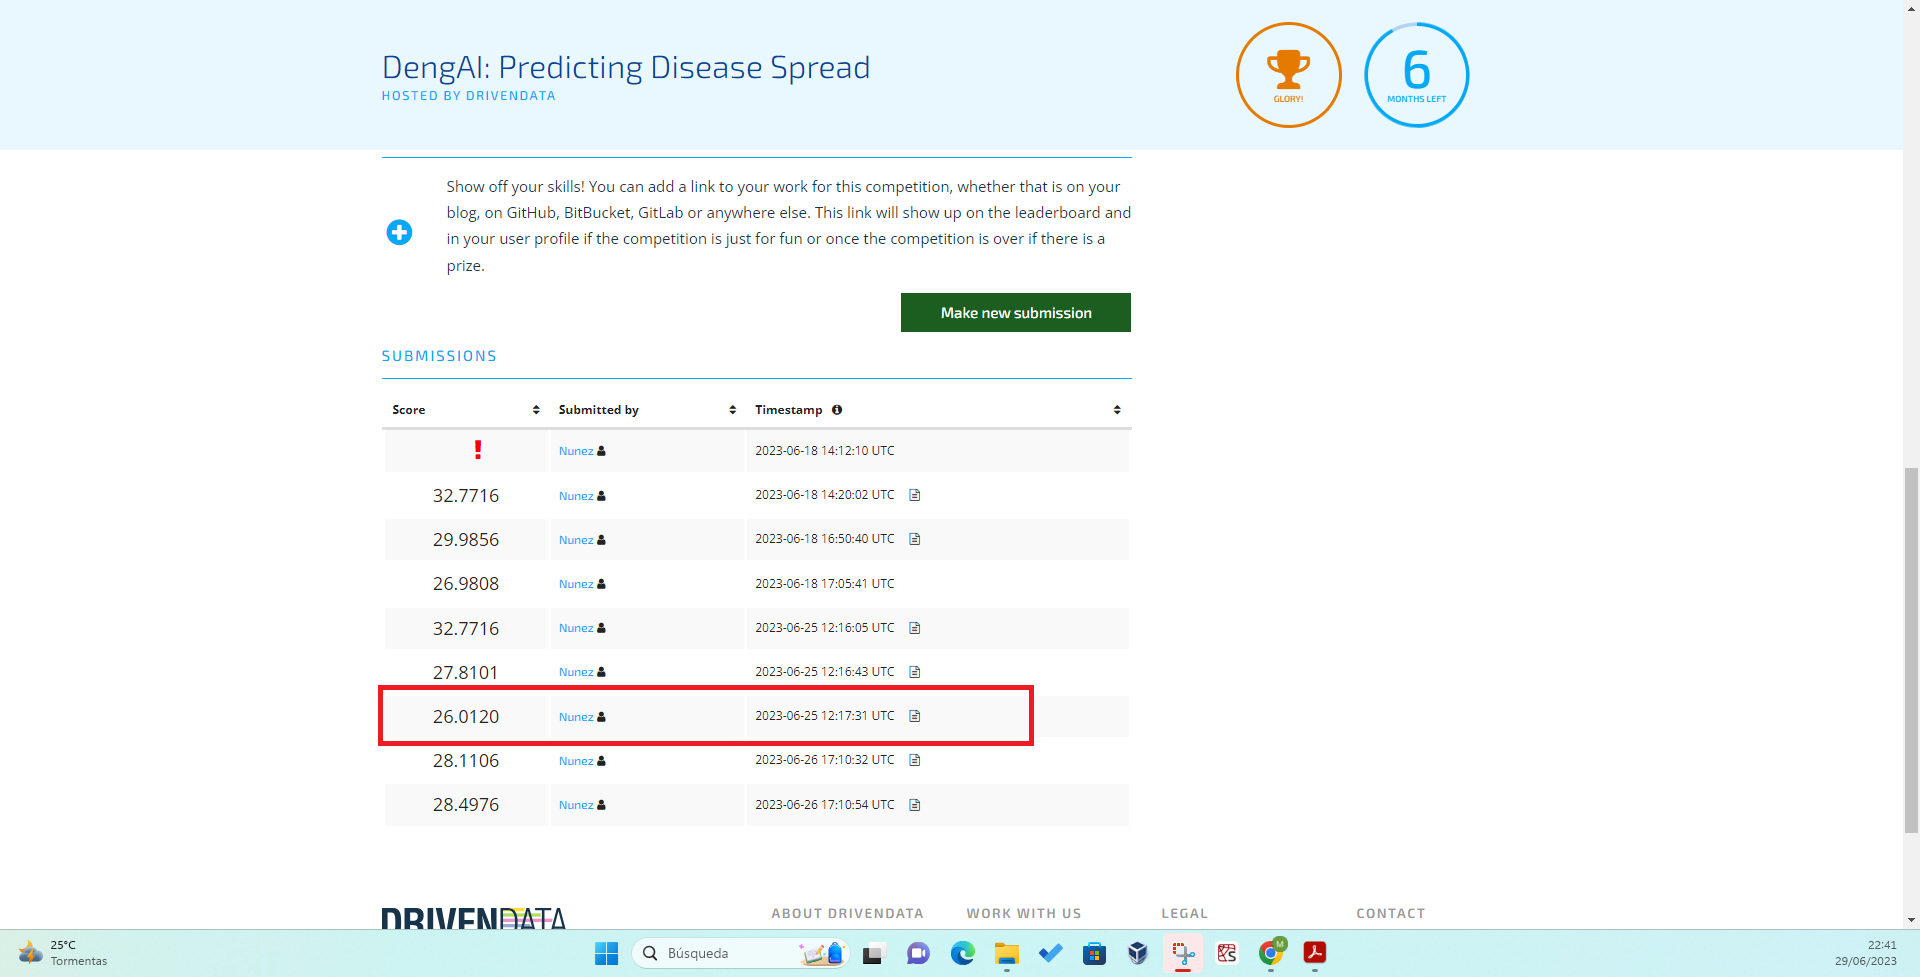 DengAI: Predicting Disease Spread
HOSTED BY DRIVENDATA
GLORY!
6
MONTHS LEFT
Show off your skills! You can add a link to your work for this competition, whether that is on your
blog, on GitHub, BitBucket, GitLab or anywhere else. This link will show up on the leaderboard and
in your user profile if the competition is just for fun or once the competition is over if there is a
prize.
Make new submission
SUBMISSIONS
Score Submitted by Timestamp
! Nunez 2023-06-18 14:12:10 UTC
32.7716 Nunez 2023-06-18 14:20:02 UTC
29.9856 Nunez 2023-06-18 16:50:40 UTC
26.9808 Nunez 2023-06-18 17:05:41 UTC
32.7716 Nunez 2023-06-25 12:16:05 UTC
27.8101 Nunez 2023-06-25 12:16:43 UTC
26.0120 Nunez 2023-06-25 12:17:31 UTC
28.1106 Nunez 2023-06-26 17:10:32 UTC
28.4976 Nunez 2023-06-26 17:10:54 UTC
DRIVENDATA ABOUT DRIVENDATA WORK WITH US LEGAL CONTACT
25°C
Tormentas
Búsqueda
M
22:41
29/06/2023